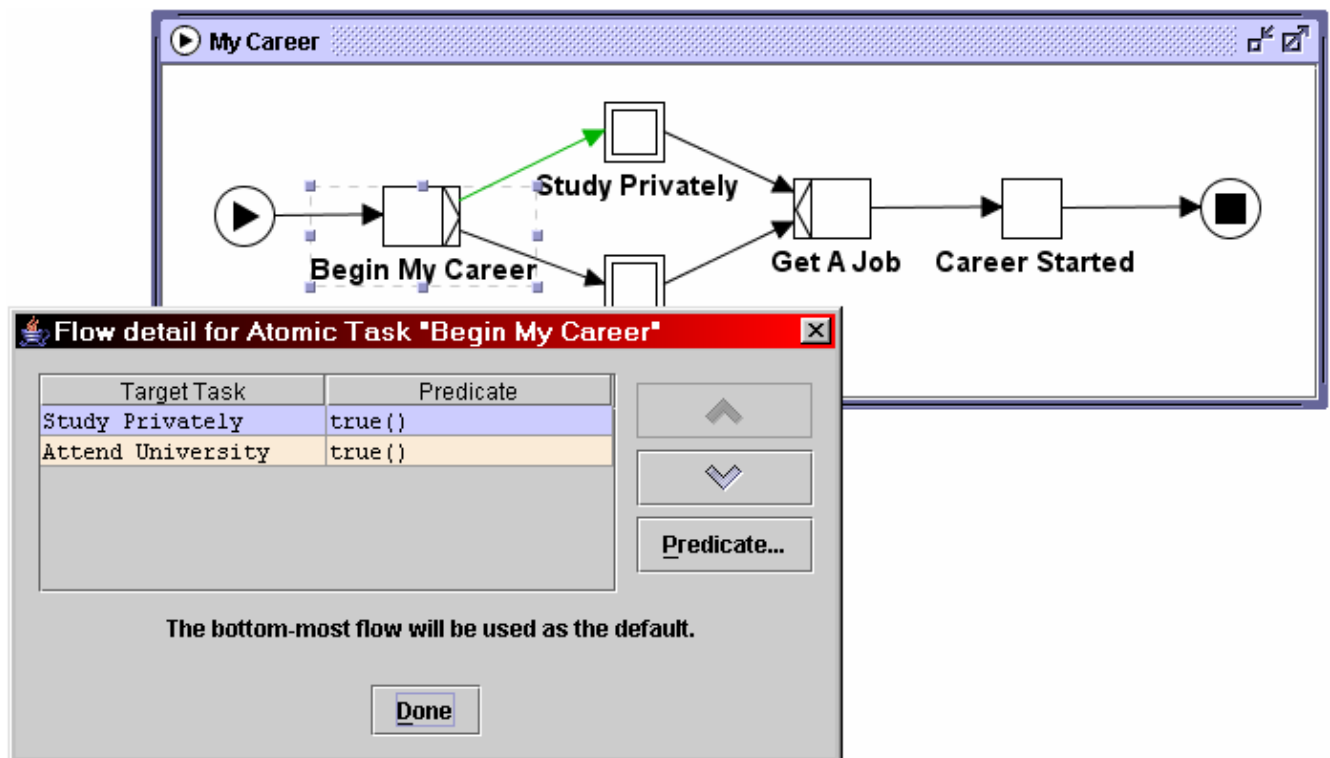 My Career
Study Privately
Begin My Career
Get A Job
Career Started
Flow detail for Atomic Task "Begin My Career"
Target Task Predicate
Study Privately true()
Attend University true()
Predicate...
The bottom-most flow will be used as the default.
Done